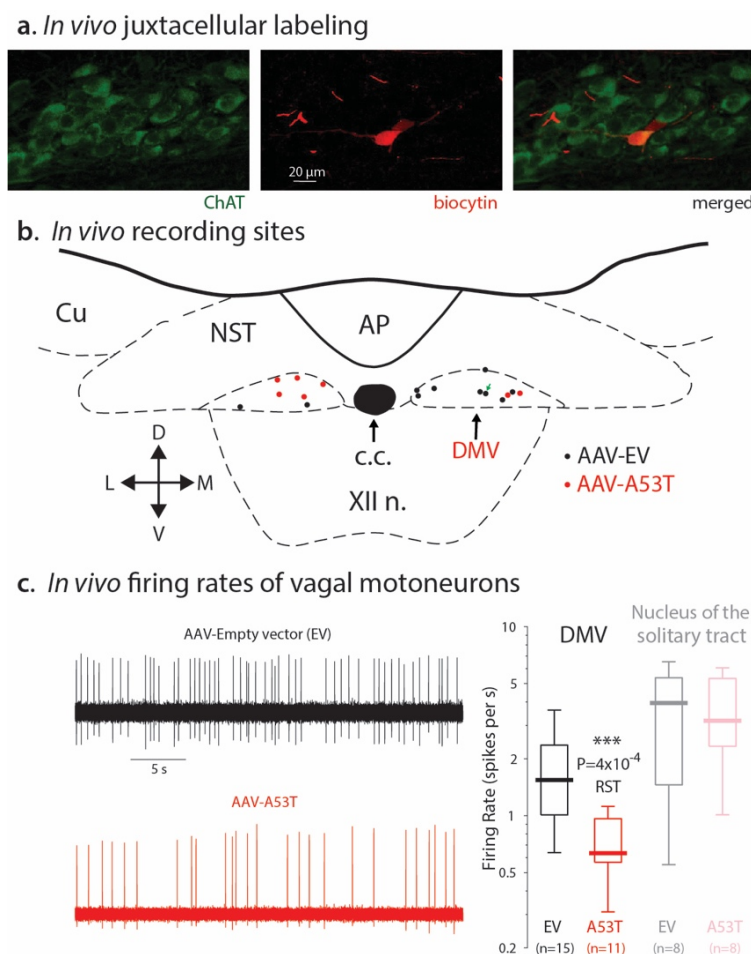 a. In vivo juxtacellular labeling
20 µm
ChAT
biocytin
merged
b. In vivo recording sites
Cu
NST
AP
D
L
M
V
c.c.
DMV
XII n.
• AAV-EV
• AAV-A53T
c. In vivo firing rates of vagal motoneurons
AAV-Empty vector (EV)
5 s
AAV-A53T
Firing Rate (spikes per s)
10
5
2
1
0.5
0.2
DMV
Nucleus of the
solitary tract
***
P=4x10⁻⁴
RST
EV
A53T
EV
A53T
(n=15)
(n=11)
(n=8)
(n=8)